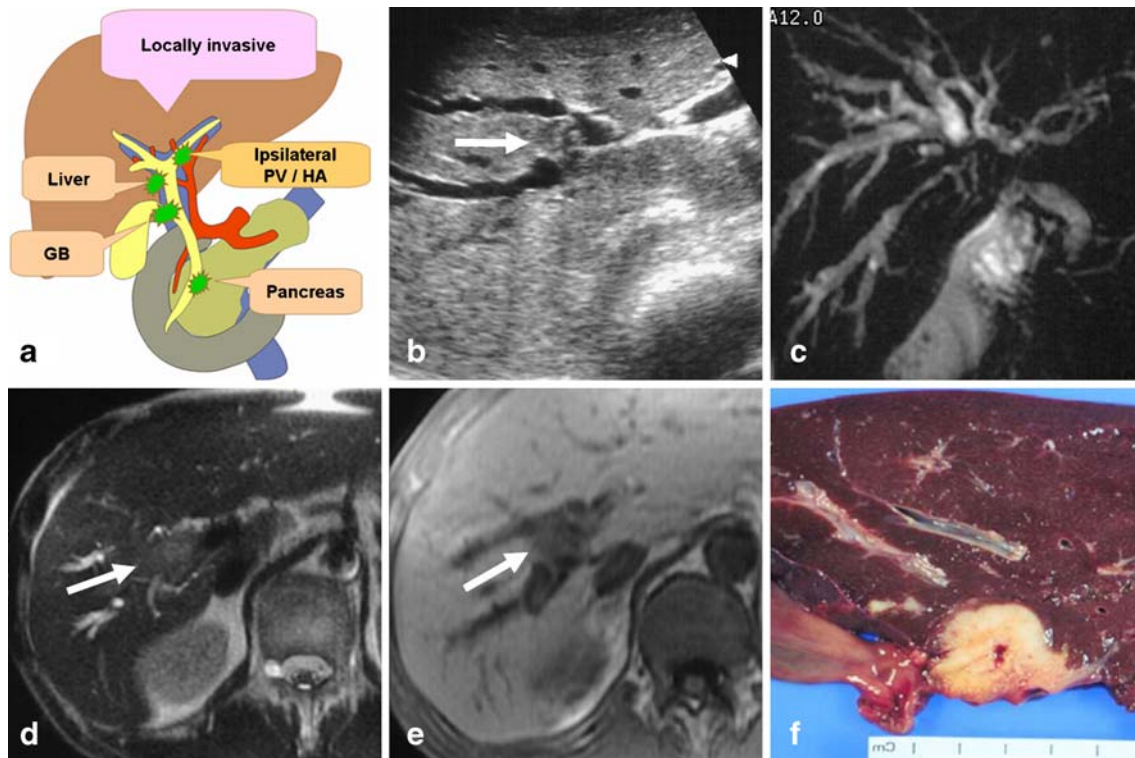 Locally invasive
Liver
Ipsilateral
PV / HA
GB
Pancreas
a
b
A12.0
c
d
e
f
Cm